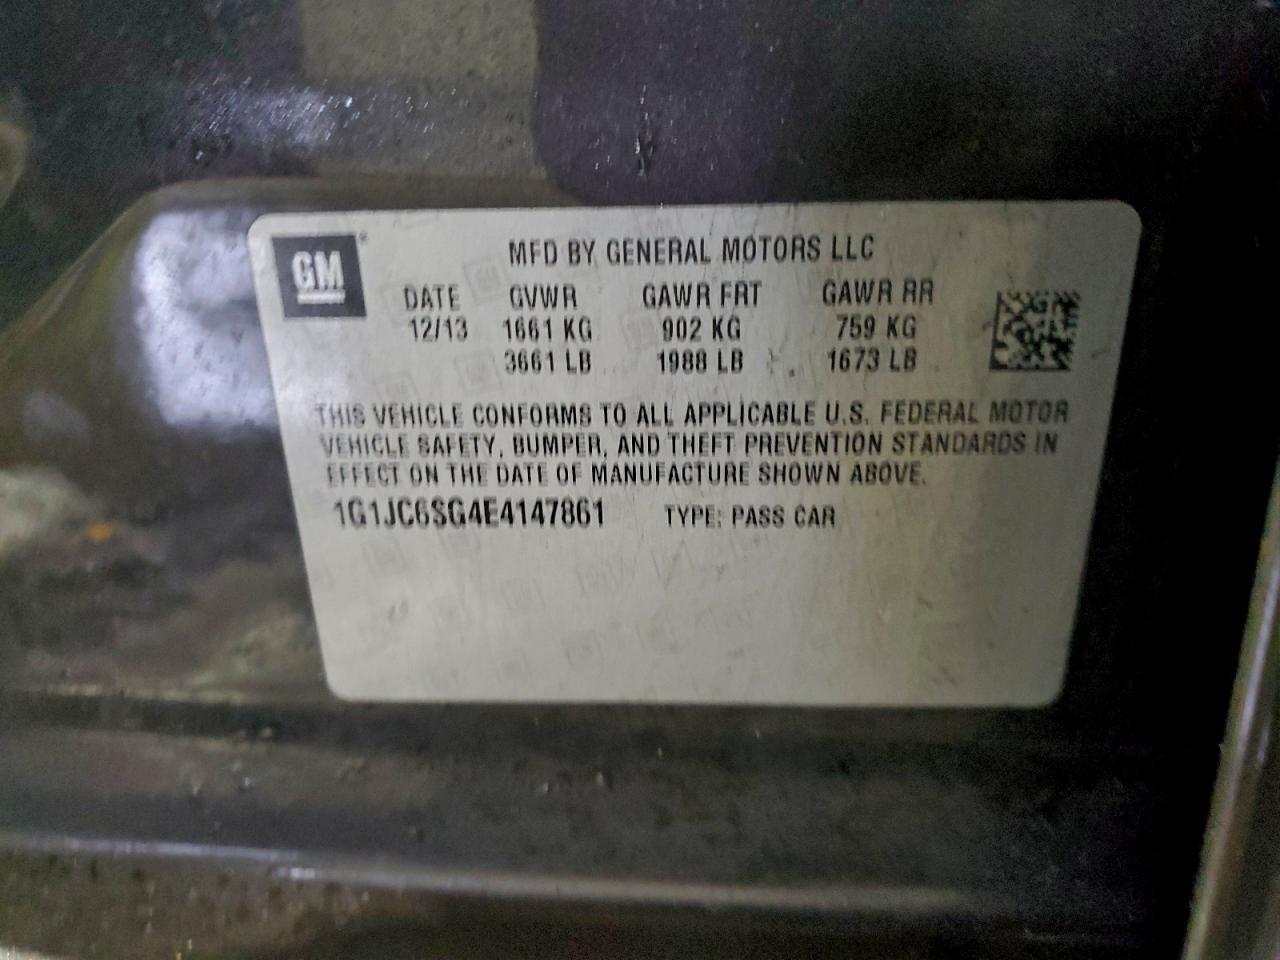 GM
MFD BY GENERAL MOTORS LLC
DATE GVWR GAWR FRT GAWR RR
12/13 1661 KG 902 KG 759 KG
3661 LB 1988 LB 1673 LB
THIS VEHICLE CONFORMS TO ALL APPLICABLE U.S. FEDERAL MOTOR
VEHICLE SAFETY, BUMPER, AND THEFT PREVENTION STANDARDS IN
EFFECT ON THE DATE OF MANUFACTURE SHOWN ABOVE.
1G1JC6SG4E4147861 TYPE: PASS CAR